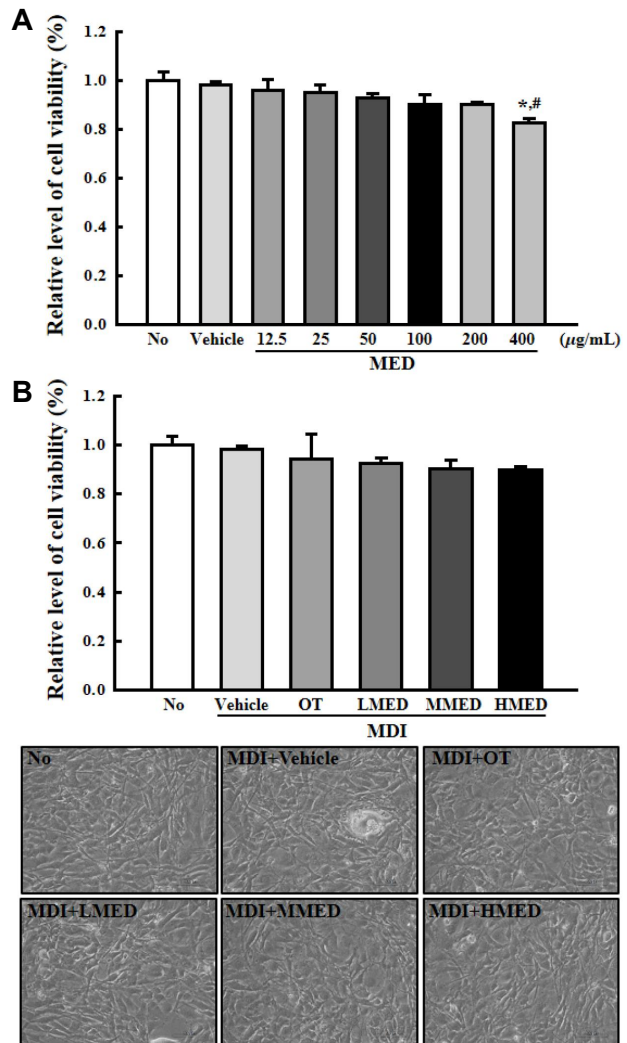 A
Relative level of cell viability (%)
1.2
1.0
0.8
0.6
0.4
0.2
0.0
*,#
No Vehicle 12.5 25 50 100 200 400 (µg/mL)
MED
B
Relative level of cell viability (%)
1.2
1.0
0.8
0.6
0.4
0.2
0.0
No Vehicle OT LMED MMED HMED
MDI
No MDI+Vehicle MDI+OT
MDI+LMED MDI+MMED MDI+HMED